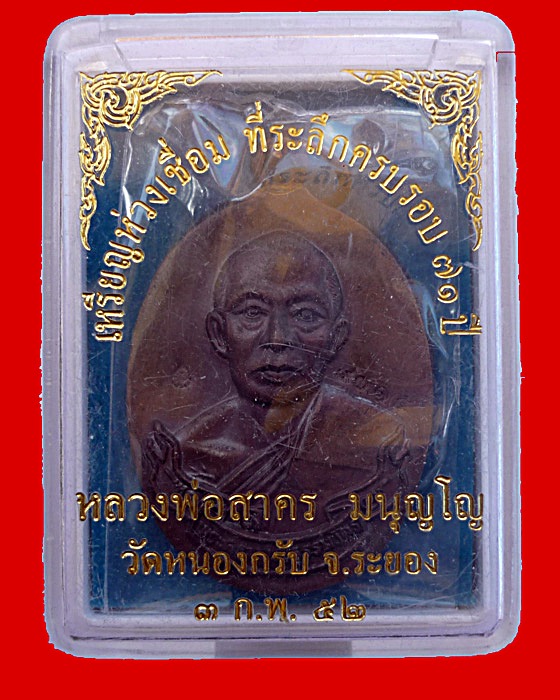 เหรียญห่วงเชื่อม ที่ระลึกครบรอบ ๗๑ ปี
หลวงพ่อสาคร มนุญโญ
วัดหนองกรับ จ.ระยอง
๓ ก.พ. ๕๒